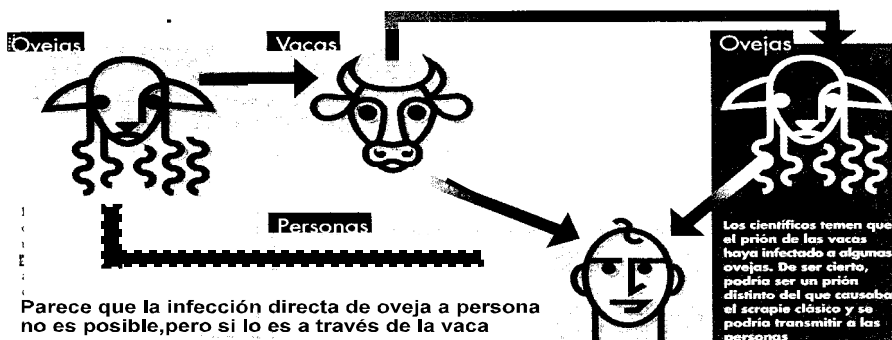 Ovejas
Vacas
Ovejas
Personas
Los científicos temen que
el prión de las vacas
haya infectado a algunas
ovejas. De ser cierto,
podría ser un prión
distinto del que causaba
el scrapie clásico y se
podría transmitir a las
personas
Parece que la infección directa de oveja a persona
no es posible,pero si lo es a través de la vaca